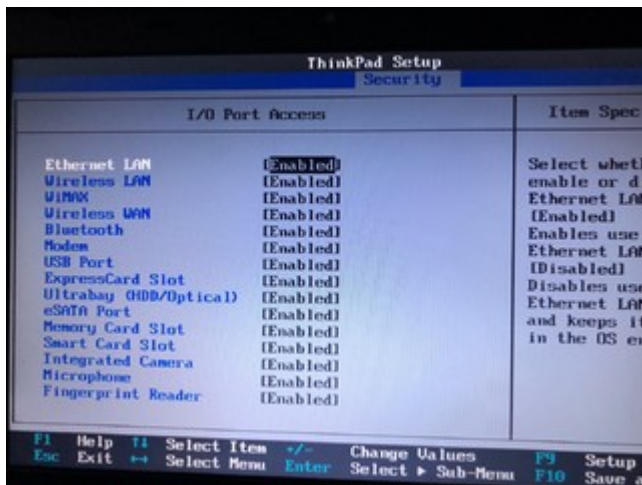 ThinkPad Setup
Security
I/O Port Access
Item Spec
Ethernet LAN [Enabled]
Wireless LAN [Enabled]
WiMAX [Enabled]
Wireless WAN [Enabled]
Bluetooth [Enabled]
Modem [Enabled]
USB Port [Enabled]
ExpressCard Slot [Enabled]
Ultrabay (HDD/Optical) [Enabled]
eSATA Port [Enabled]
Memory Card Slot [Enabled]
Smart Card Slot [Enabled]
Integrated Camera [Enabled]
Microphone [Enabled]
Fingerprint Reader [Enabled]
Select wheth
enable or d
Ethernet LAN
[Enabled]
Enables use
Ethernet LAN
[Disabled]
Disables use
Ethernet LAN
and keeps it
in the OS en
F1 Help ↑↓ Select Item -/- Change Values F9 Setup
Esc Exit ↔ Select Menu Enter Select ▶ Sub-Menu F10 Save